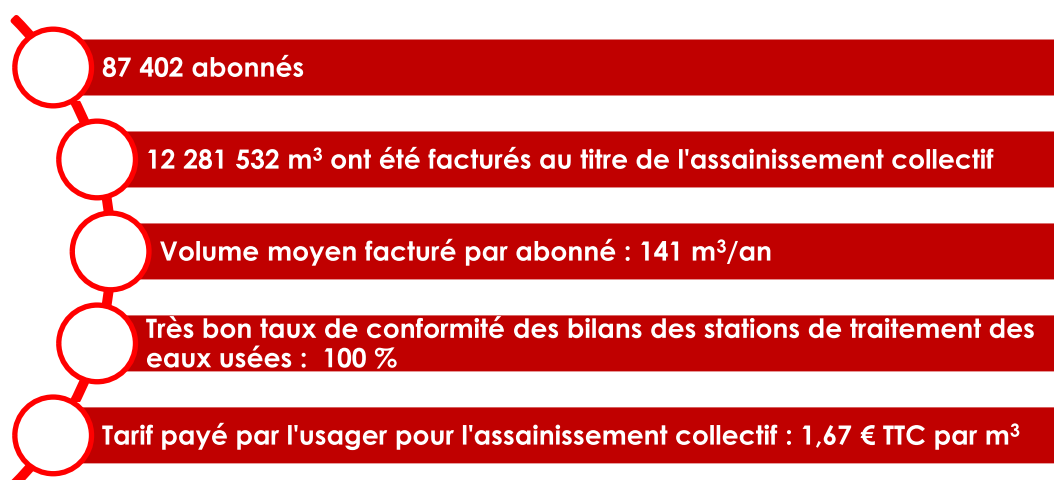 87 402 abonnés
12 281 532 m³ ont été facturés au titre de l'assainissement collectif
Volume moyen facturé par abonné : 141 m³/an
Très bon taux de conformité des bilans des stations de traitement des
eaux usées : 100 %
Tarif payé par l'usager pour l'assainissement collectif : 1,67 € TTC par m³